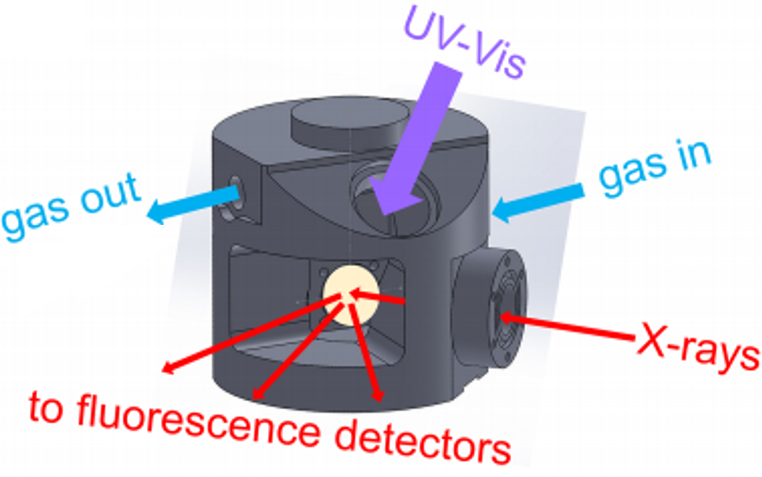 UV-Vis
gas in
gas out
X-rays
to fluorescence detectors